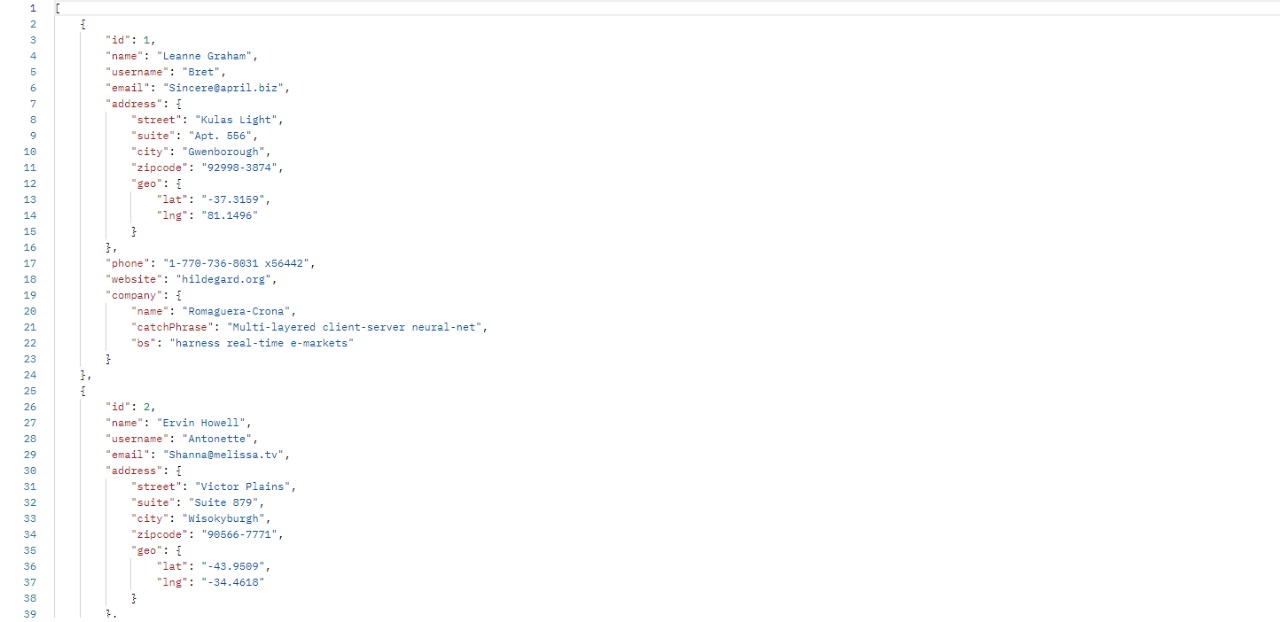 1 [
2 {
3 "id": 1,
4 "name": "Leanne Graham",
5 "username": "Bret",
6 "email": "Sincere@april.biz",
7 "address": {
8 "street": "Kulas Light",
9 "suite": "Apt. 556",
10 "city": "Gwenborough",
11 "zipcode": "92998-3874",
12 "geo": {
13 "lat": "-37.3159",
14 "lng": "81.1496"
15 }
16 },
17 "phone": "1-770-736-8031 x56442",
18 "website": "hildegard.org",
19 "company": {
20 "name": "Romaguera-Crona",
21 "catchPhrase": "Multi-layered client-server neural-net",
22 "bs": "harness real-time e-markets"
23 }
24 },
25 {
26 "id": 2,
27 "name": "Ervin Howell",
28 "username": "Antonette",
29 "email": "Shanna@melissa.tv",
30 "address": {
31 "street": "Victor Plains",
32 "suite": "Suite 879",
33 "city": "Wisokyburgh",
34 "zipcode": "90566-7771",
35 "geo": {
36 "lat": "-43.9509",
37 "lng": "-34.4618"
38 }
39 },